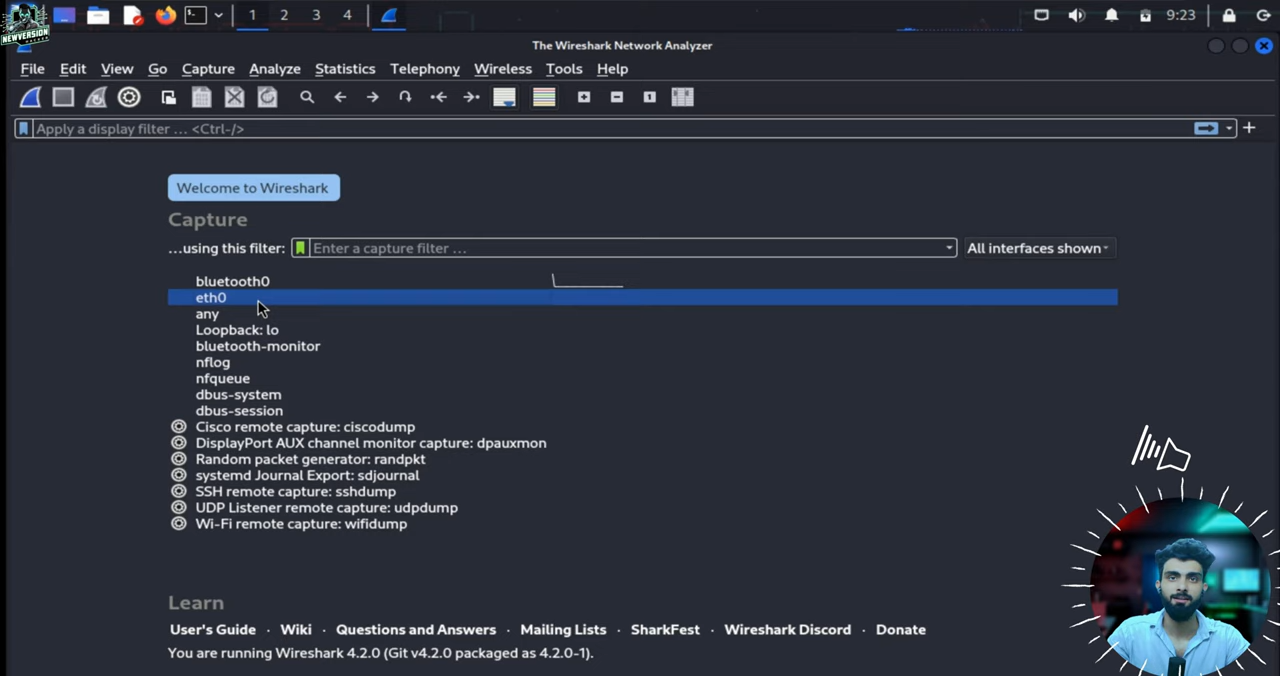 NEWVERSION
1 2 3 4
9:23
The Wireshark Network Analyzer
File Edit View Go Capture Analyze Statistics Telephony Wireless Tools Help
Apply a display filter ... <Ctrl-/>
Welcome to Wireshark
Capture
...using this filter: Enter a capture filter ... All interfaces shown
bluetooth0
eth0
any
Loopback: lo
bluetooth-monitor
nflog
nfqueue
dbus-system
dbus-session
Cisco remote capture: ciscodump
DisplayPort AUX channel monitor capture: dpauxmon
Random packet generator: randpkt
systemd Journal Export: sdjournal
SSH remote capture: sshdump
UDP Listener remote capture: udpdump
Wi-Fi remote capture: wifidump
Learn
User's Guide · Wiki · Questions and Answers · Mailing Lists · SharkFest · Wireshark Discord · Donate
You are running Wireshark 4.2.0 (Git v4.2.0 packaged as 4.2.0-1).